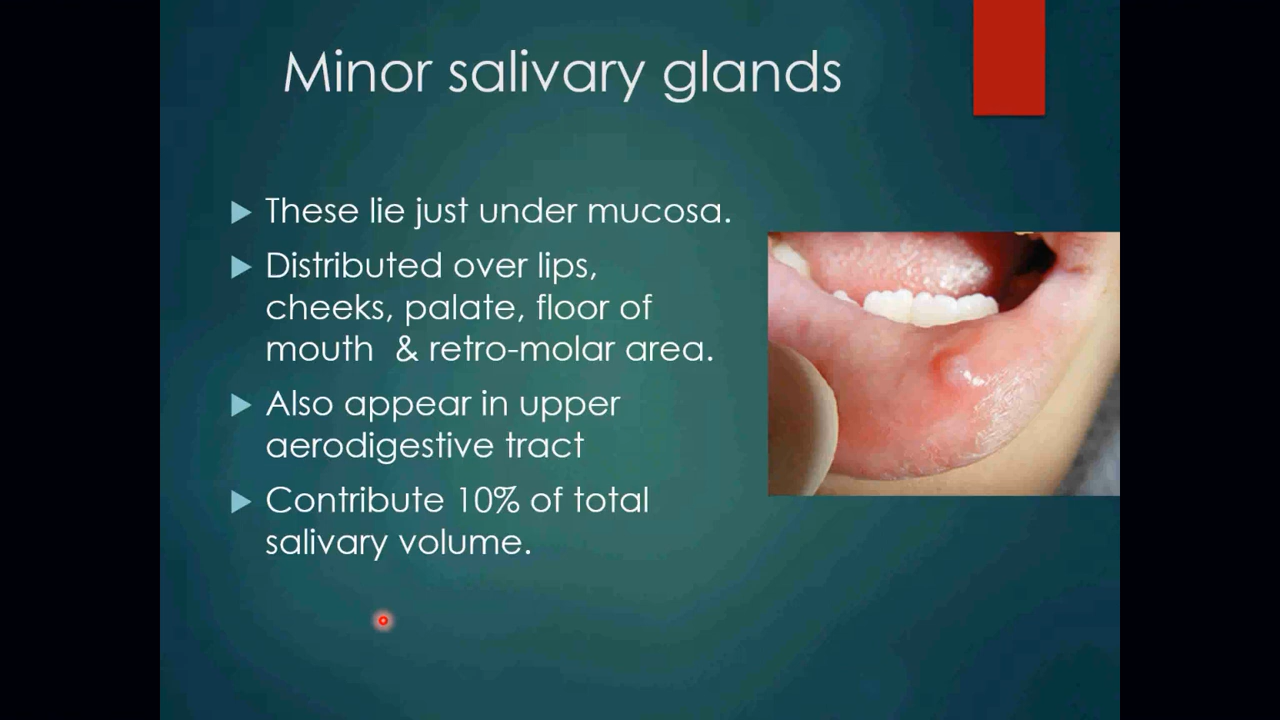 Minor salivary glands
These lie just under mucosa.
Distributed over lips,
cheeks, palate, floor of
mouth & retro-molar area.
Also appear in upper
aerodigestive tract
Contribute 10% of total
salivary volume.